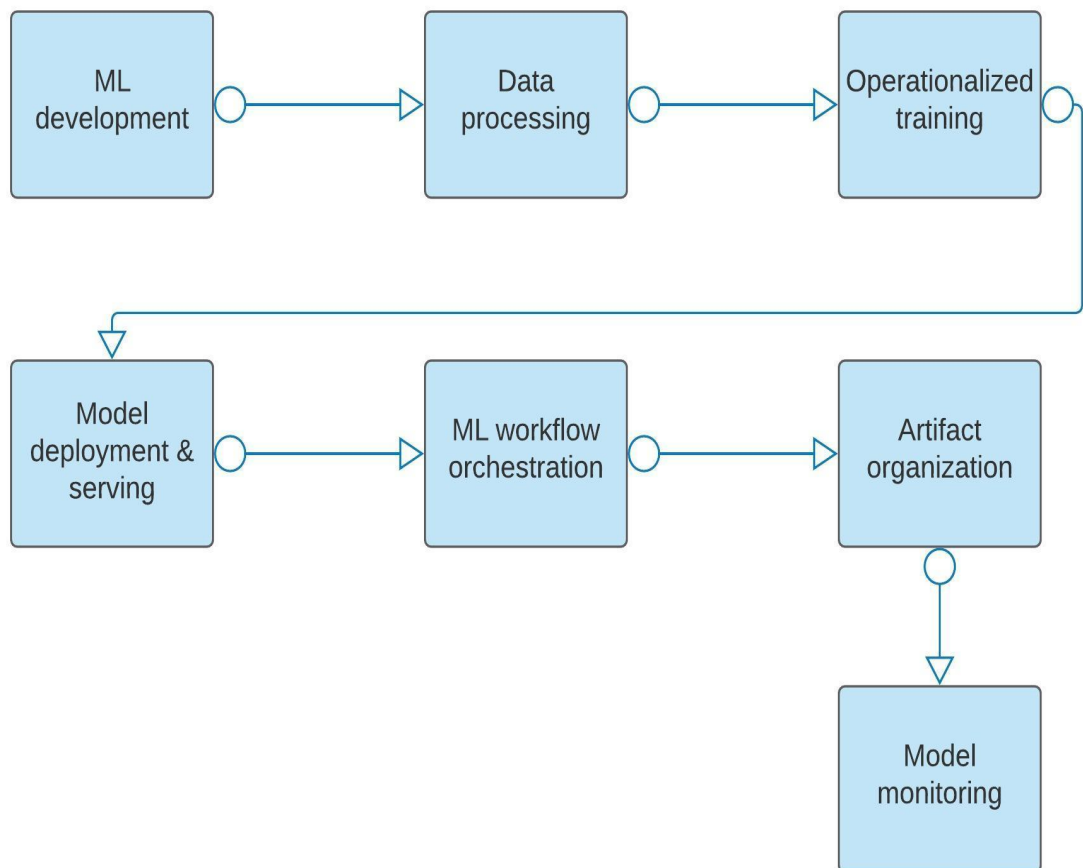 ML
development
Data
processing
Operationalized
training
Model
deployment &
serving
ML workflow
orchestration
Artifact
organization
Model
monitoring